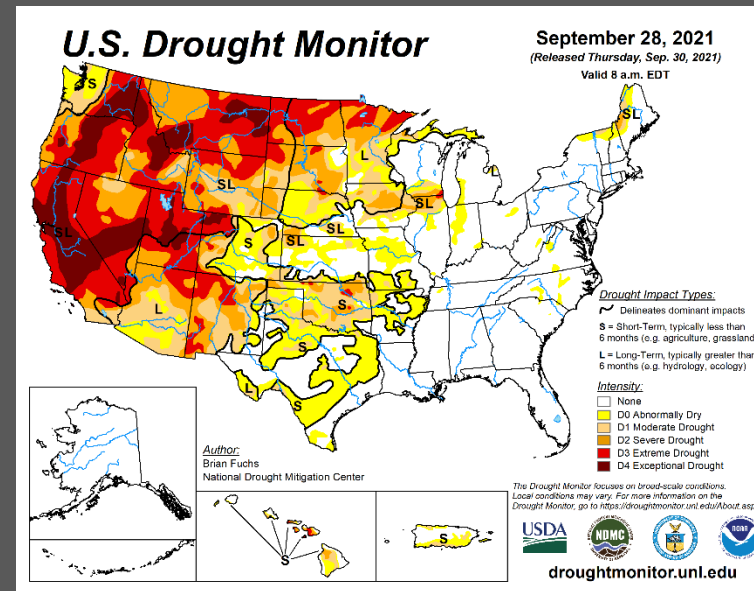 U.S. Drought Monitor
September 28, 2021
(Released Thursday, Sep. 30, 2021)
Valid 8 a.m. EDT
S
SL
L
L
SL
SL
SL
SL
S
SL
L
S
S
L
S
Drought Impact Types:
Delineates dominant impacts
S = Short-Term, typically less than
6 months (e.g. agriculture, grassland
L = Long-Term, typically greater than
6 months (e.g. hydrology, ecology)
Intensity:
None
D0 Abnormally Dry
D1 Moderate Drought
D2 Severe Drought
D3 Extreme Drought
D4 Exceptional Drought
Author:
Brian Fuchs
National Drought Mitigation Center
S
S
The Drought Monitor focuses on broad-scale conditions.
Local conditions may vary. For more information on the
Drought Monitor, go to https://droughtmonitor.unl.edu/About.asp
USDA
NDMC
NOAA
droughtmonitor.unl.edu